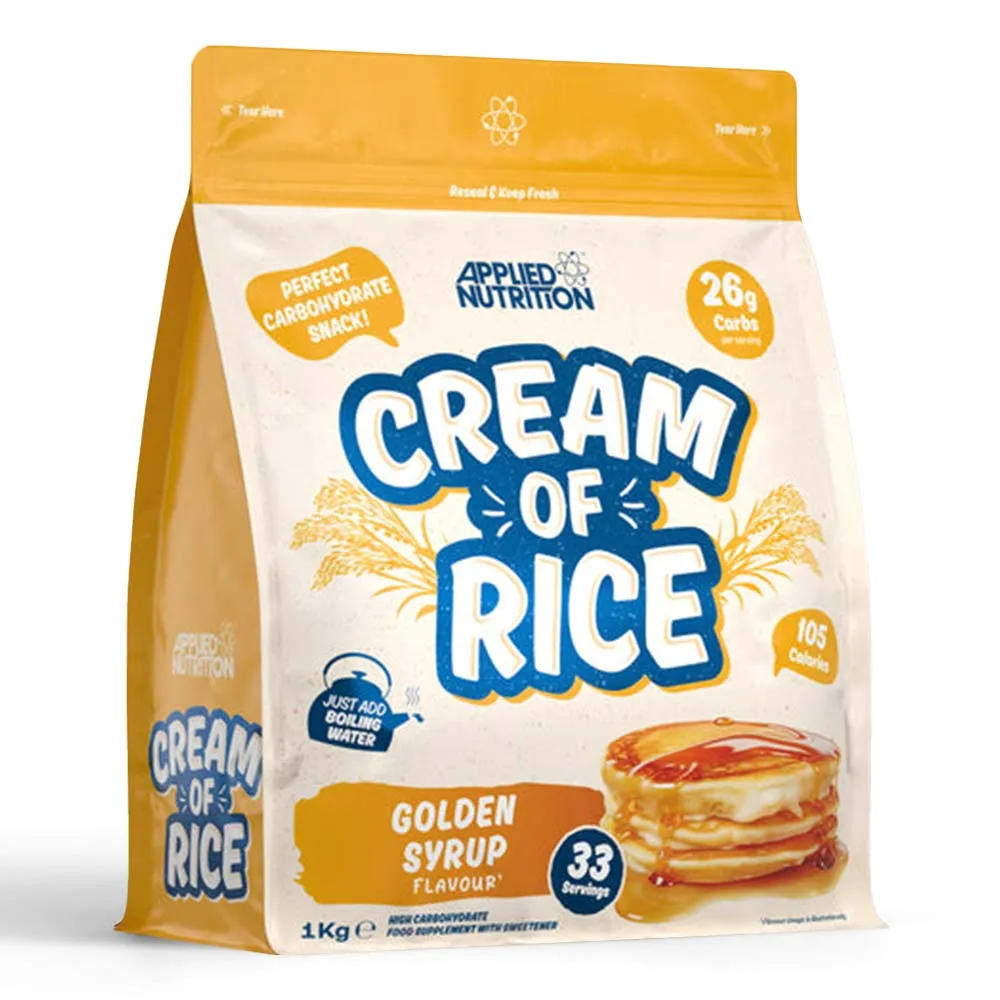 « Tear Here
Tear Here »
Reseal & Keep Fresh
PERFECT
CARBOHYDRATE
SNACK!
APPLIED
NUTRITION
26g
Carbs
per serving
CREAM
OF
RICE
105
Calories
JUST ADD
BOILING
WATER
GOLDEN
SYRUP
FLAVOUR
33
Servings
1Kg ℮
HIGH CARBOHYDRATE
FOOD SUPPLEMENT WITH SWEETENER
APPLIED
NUTRITION
CREAM
OF
RICE